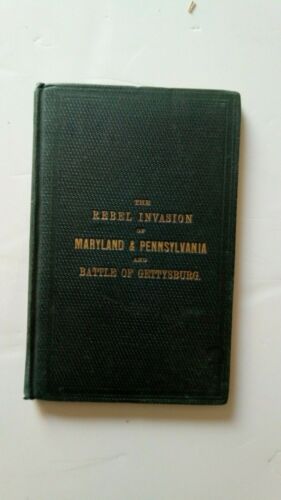 THE
REBEL INVASION
OF
MARYLAND & PENNSYLVANIA
AND
BATTLE OF GETTYSBURG.